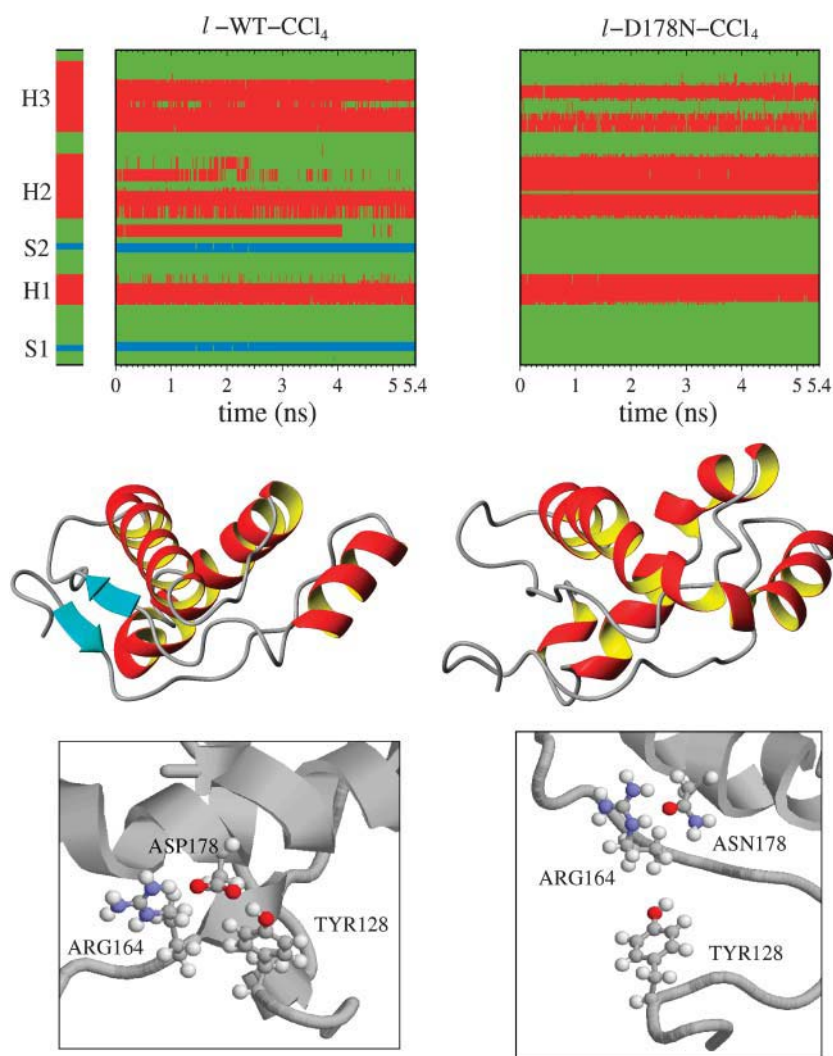 l –WT–CCl4
l–D178N–CCl4
H3
H2
S2
H1
S1
0 1 2 3 4 5 5.4
0 1 2 3 4 5 5.4
time (ns)
time (ns)
ASP178
ARG164
TYR128
ASN178
ARG164
TYR128